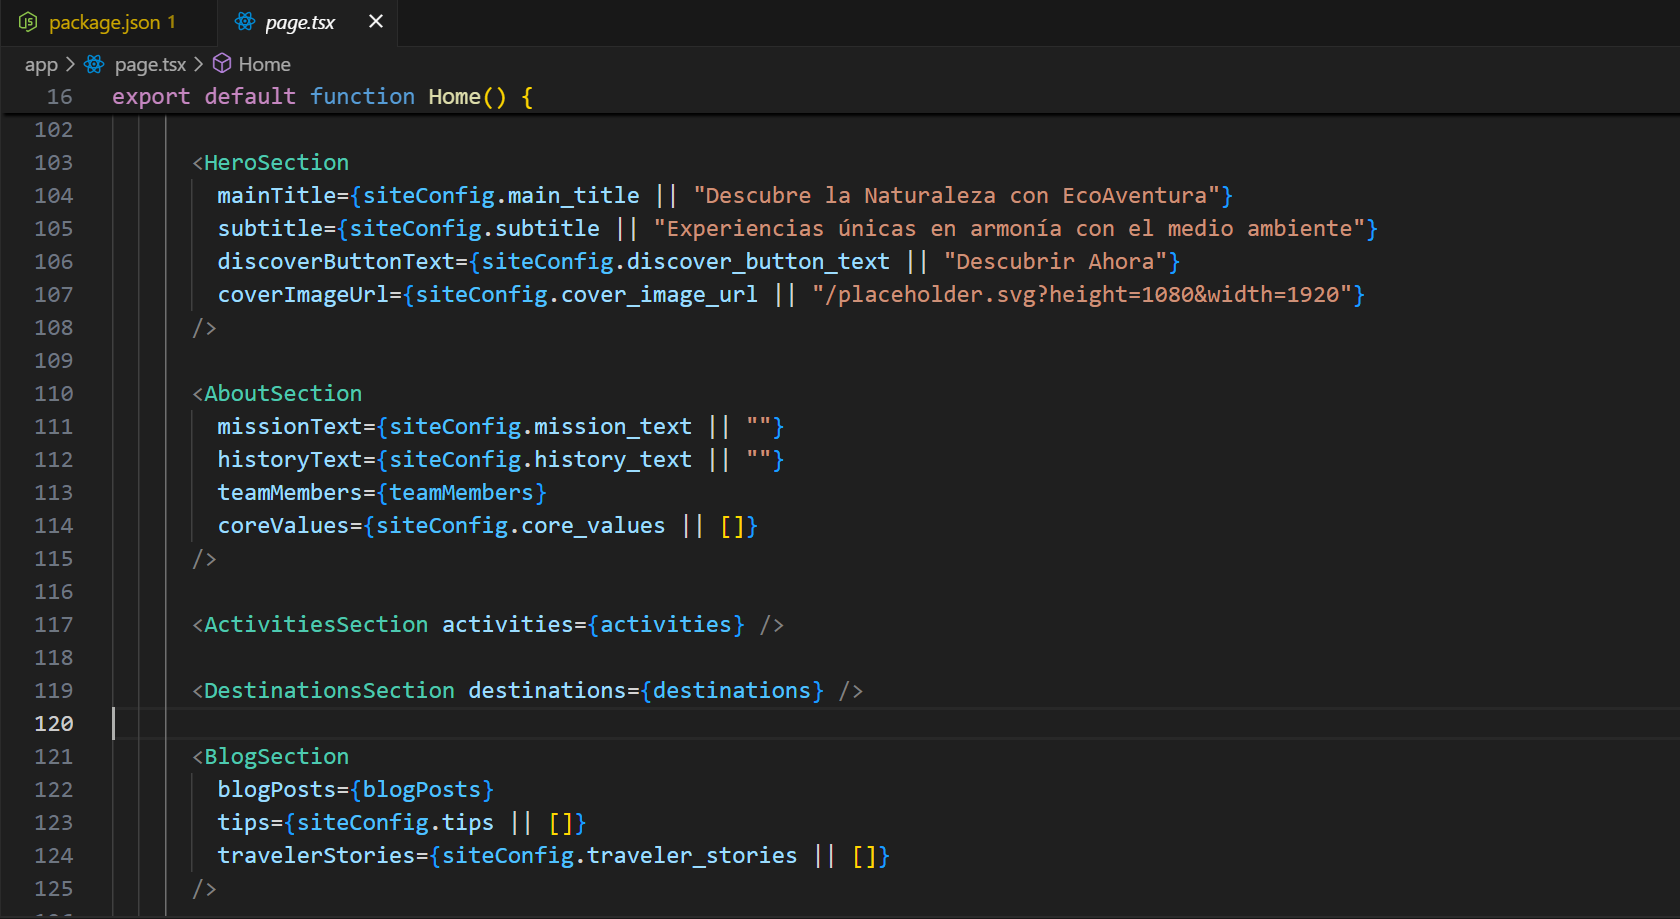 package.json 1 page.tsx
app > page.tsx > Home
16 export default function Home() {
102
103 <HeroSection
104 mainTitle={siteConfig.main_title || "Descubre la Naturaleza con EcoAventura"}
105 subtitle={siteConfig.subtitle || "Experiencias únicas en armonía con el medio ambiente"}
106 discoverButtonText={siteConfig.discover_button_text || "Descubrir Ahora"}
107 coverImageUrl={siteConfig.cover_image_url || "/placeholder.svg?height=1080&width=1920"}
108 />
109
110 <AboutSection
111 missionText={siteConfig.mission_text || ""}
112 historyText={siteConfig.history_text || ""}
113 teamMembers={teamMembers}
114 coreValues={siteConfig.core_values || []}
115 />
116
117 <ActivitiesSection activities={activities} />
118
119 <DestinationsSection destinations={destinations} />
120
121 <BlogSection
122 blogPosts={blogPosts}
123 tips={siteConfig.tips || []}
124 travelerStories={siteConfig.traveler_stories || []}
125 />